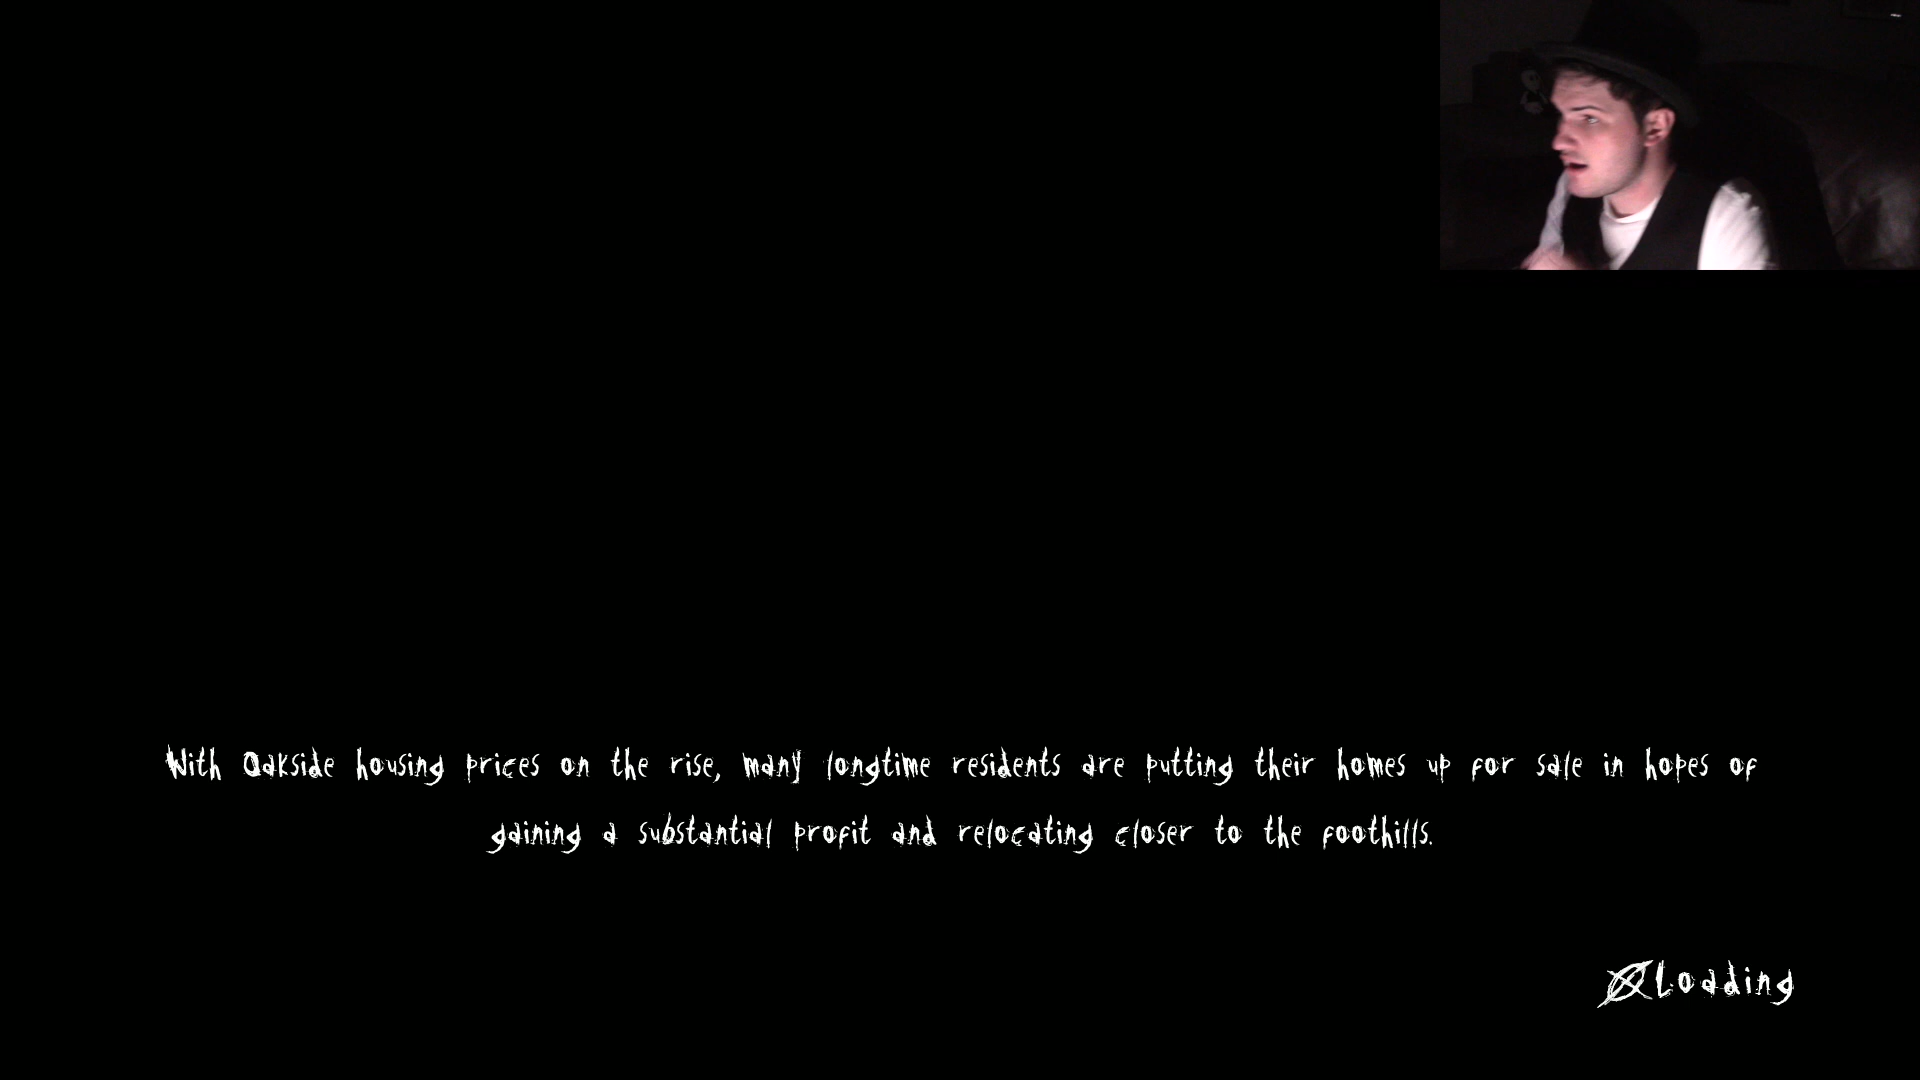 With Oakside housing prices on the rise, many longtime residents are putting their homes up for sale in hopes of
gaining a substantial profit and relocating closer to the foothills.
Loading